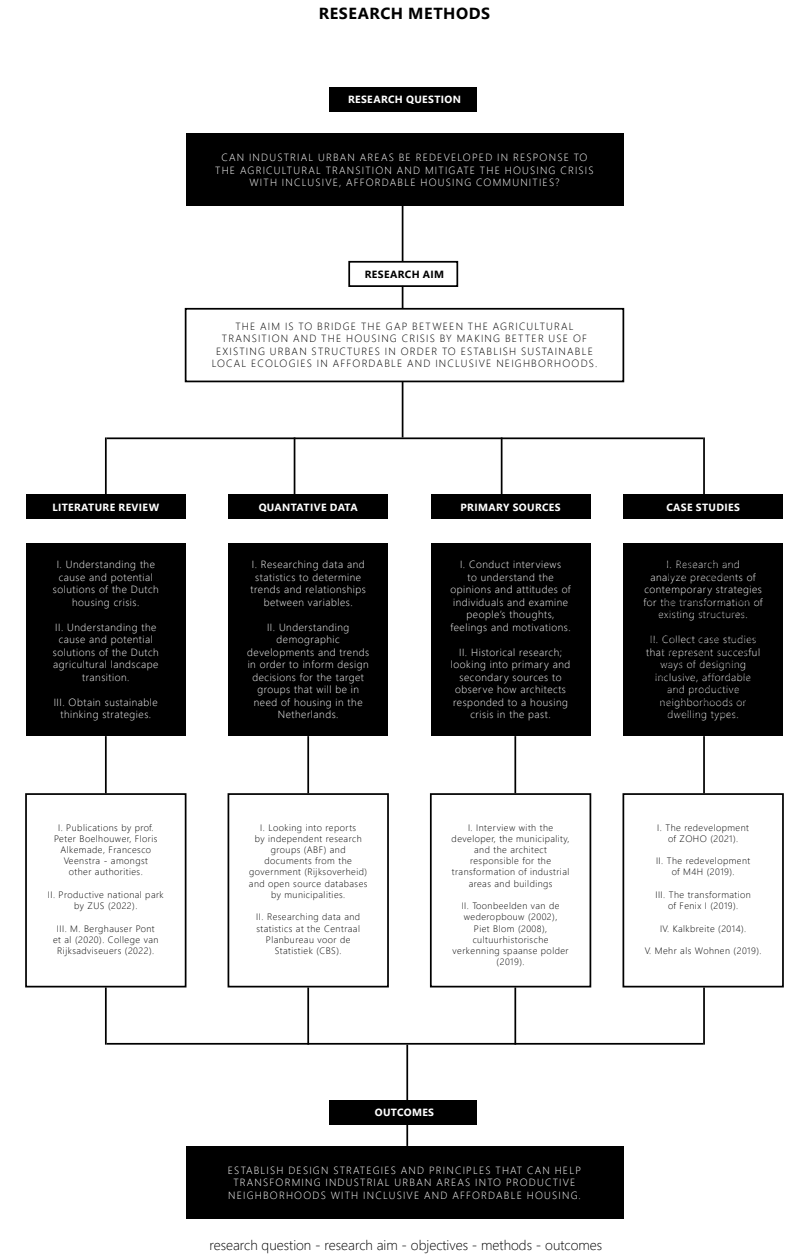 RESEARCH METHODS
RESEARCH QUESTION
CAN INDUSTRIAL URBAN AREAS BE REDEVELOPED IN RESPONSE TO
THE AGRICULTURAL TRANSITION AND MITIGATE THE HOUSING CRISIS
WITH INCLUSIVE, AFFORDABLE HOUSING COMMUNITIES?
RESEARCH AIM
THE AIM IS TO BRIDGE THE GAP BETWEEN THE AGRICULTURAL
TRANSITION AND THE HOUSING CRISIS BY MAKING BETTER USE OF
EXISTING URBAN STRUCTURES IN ORDER TO ESTABLISH SUSTAINABLE
LOCAL ECOLOGIES IN AFFORDABLE AND INCLUSIVE NEIGHBORHOODS.
LITERATURE REVIEW
I. Understanding the
cause and potential
solutions of the Dutch
housing crisis.
II. Understanding the
cause and potential
solutions of the Dutch
agricultural landscape
transition.
III. Obtain sustainable
thinking strategies.
I. Publications by prof.
Peter Boelhouwer, Floris
Alkemade, Francesco
Veenstra - amongst
other authorities.
II. Productive national park
by ZUS (2022).
III. M. Berghauser Pont
et al (2020). College van
Rijksadviseuers (2022).
QUANTATIVE DATA
I. Researching data and
statistics to determine
trends and relationships
between variables.
II. Understanding
demographic
developments and trends
in order to inform design
decisions for the target
groups that will be in
need of housing in the
Netherlands.
I. Looking into reports
by independent research
groups (ABF) and
documents from the
government (Rijksoverheid)
and open source databases
by municipalities.
II. Researching data and
statistics at the Centraal
Planbureau voor de
Statistiek (CBS).
PRIMARY SOURCES
I. Conduct interviews
to understand the
opinions and attitudes of
individuals and examine
people's thoughts,
feelings and motivations.
II. Historical research;
looking into primary and
secondary sources to
observe how architects
responded to a housing
crisis in the past.
I. Interview with the
developer, the municipality,
and the architect
responsible for the
transformation of industrial
areas and buildings
II. Toonbeelden van de
wederopbouw (2002),
Piet Blom (2008),
cultuurhistorische
verkenning spaanse polder
(2019).
CASE STUDIES
I. Research and
analyze precedents of
contemporary strategies
for the transformation of
existing structures.
II. Collect case studies
that represent succesful
ways of designing
inclusive, affordable
and productive
neighborhoods or
dwelling types.
I. The redevelopment
of ZOHO (2021).
II. The redevelopment
of M4H (2019).
III. The transformation
of Fenix I (2019).
IV. Kalkbreite (2014).
V. Mehr als Wohnen (2019).
OUTCOMES
ESTABLISH DESIGN STRATEGIES AND PRINCIPLES THAT CAN HELP
TRANSFORMING INDUSTRIAL URBAN AREAS INTO PRODUCTIVE
NEIGHBORHOODS WITH INCLUSIVE AND AFFORDABLE HOUSING.
research question - research aim - objectives - methods - outcomes